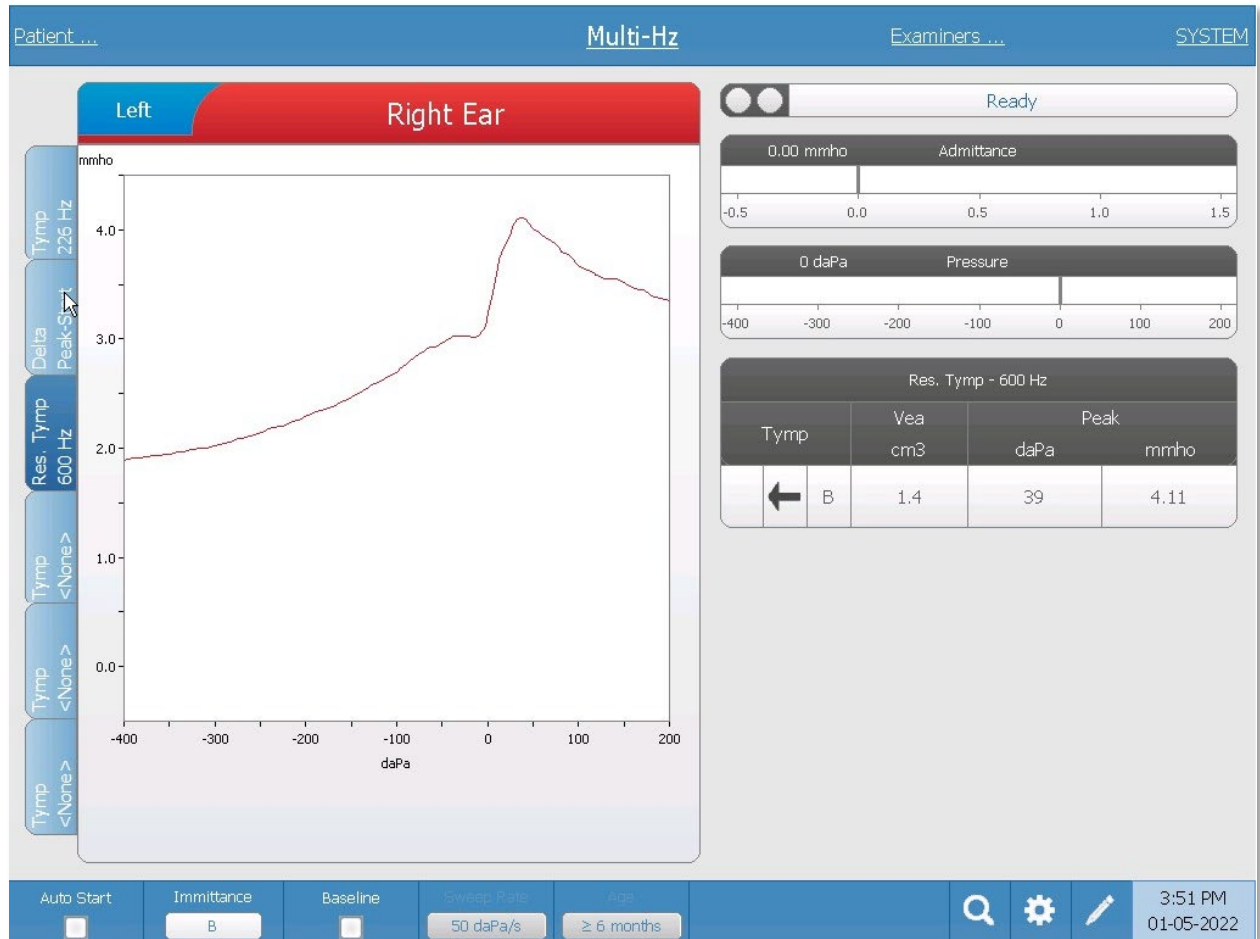 Patient ...
Multi-Hz
Examiners ...
SYSTEM
Left
Right Ear
mmho
4.0
3.0
2.0
1.0
0.0
-400 -300 -200 -100 0 100 200
daPa
Tymp
226 Hz
Delta
Peak-Start
Res. Tymp
600 Hz
Tymp
<None>
Tymp
<None>
Tymp
<None>
Ready
0.00 mmho Admittance
-0.5 0.0 0.5 1.0 1.5
0 daPa Pressure
-400 -300 -200 -100 0 100 200
Res. Tymp - 600 Hz
Tymp
Vea
cm3
Peak
daPa mmho
B 1.4 39 4.11
Auto Start
Immittance
B
Baseline
Sweep Rate
50 daPa/s
Age
≥ 6 months
3:51 PM
01-05-2022